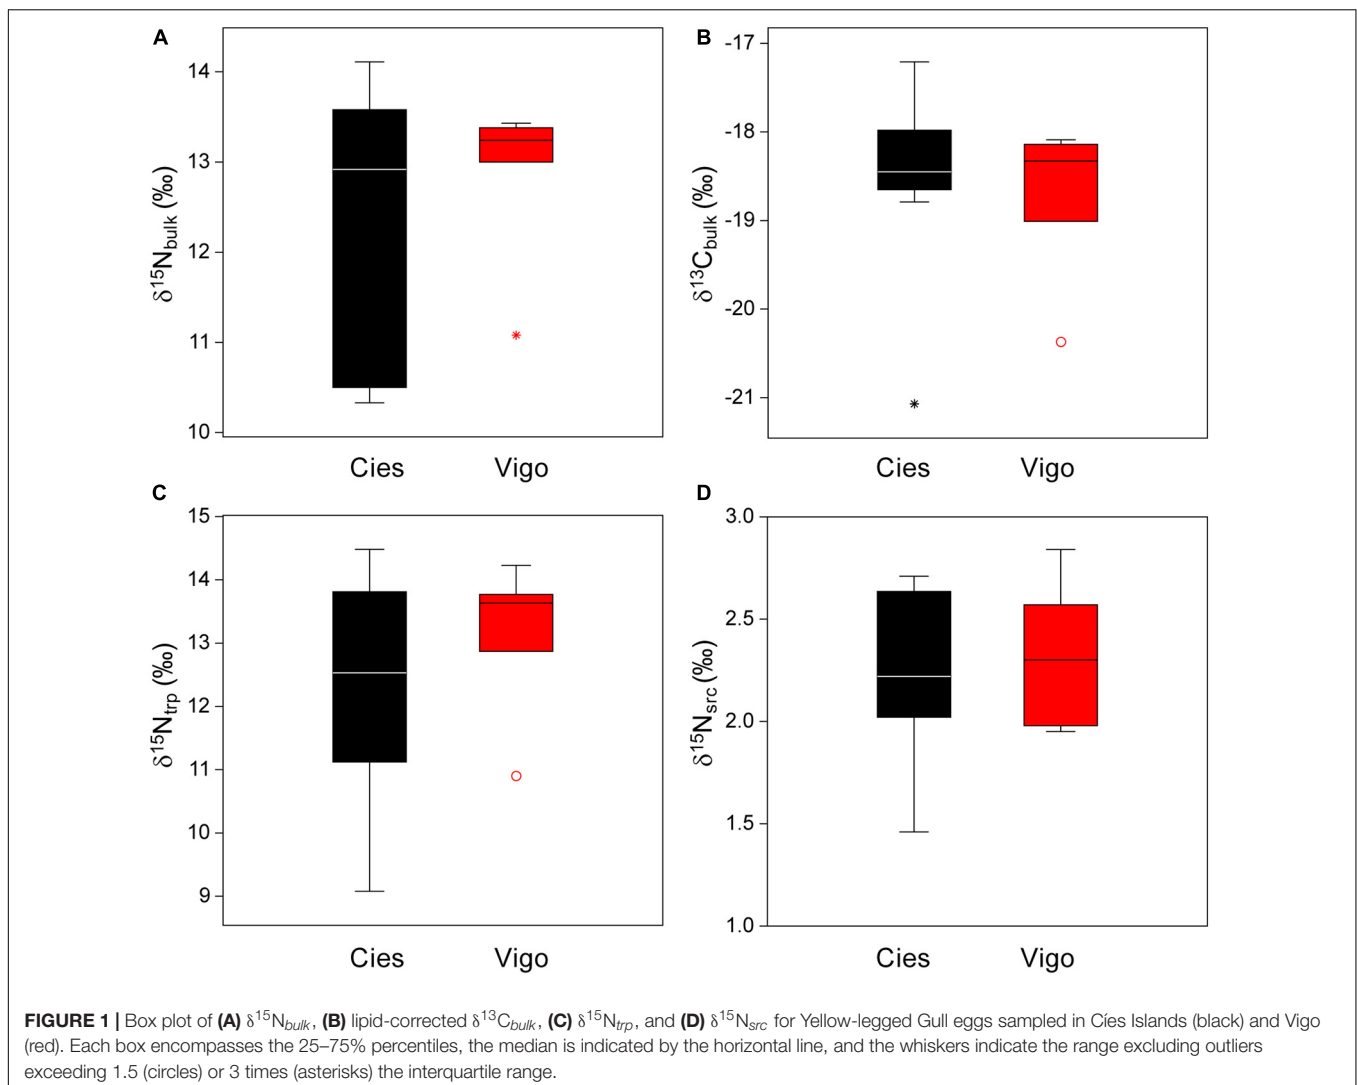 A
δ15Nbulk (‰)
14
13
12
11
10
Cies Vigo
B
δ13Cbulk (‰)
-17
-18
-19
-20
-21
Cies Vigo
C
δ15Ntrp (‰)
15
14
13
12
11
10
9
Cies Vigo
D
δ15Nsrc (‰)
3.0
2.5
2.0
1.5
1.0
Cies Vigo
FIGURE 1 | Box plot of (A) δ15Nbulk, (B) lipid-corrected δ13Cbulk, (C) δ15Ntrp, and (D) δ15Nsrc for Yellow-legged Gull eggs sampled in Cíes Islands (black) and Vigo
(red). Each box encompasses the 25–75% percentiles, the median is indicated by the horizontal line, and the whiskers indicate the range excluding outliers
exceeding 1.5 (circles) or 3 times (asterisks) the interquartile range.